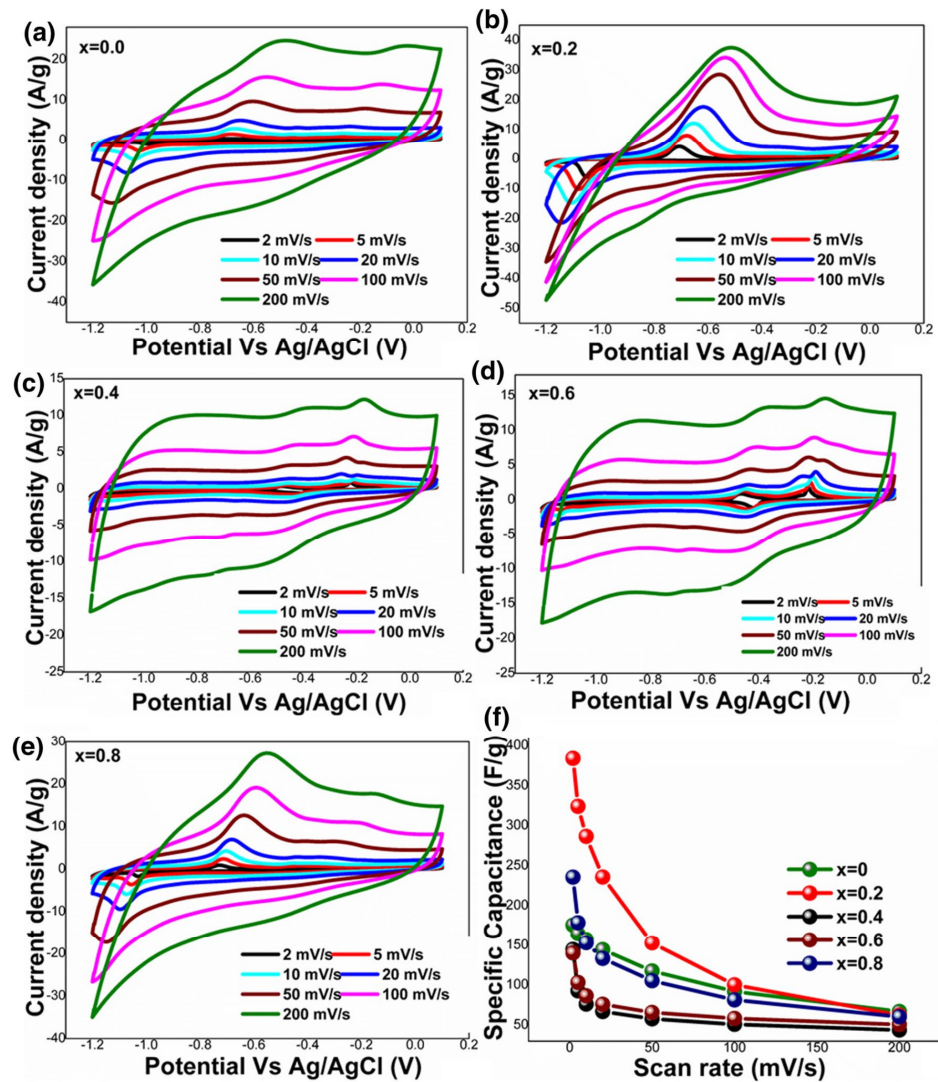 (a)
x=0.0
Current density (A/g)
20
10
0
-10
-20
-30
-40
2 mV/s 5 mV/s
10 mV/s 20 mV/s
50 mV/s 100 mV/s
200 mV/s
-1.2 -1.0 -0.8 -0.6 -0.4 -0.2 0.0 0.2
Potential Vs Ag/AgCl (V)
(b)
x=0.2
Current density (A/g)
40
30
20
10
0
-10
-20
-30
-40
-50
2 mV/s 5 mV/s
10 mV/s 20 mV/s
50 mV/s 100 mV/s
200 mV/s
-1.2 -1.0 -0.8 -0.6 -0.4 -0.2 0.0 0.2
Potential Vs Ag/AgCl (V)
(c)
x=0.4
Current density (A/g)
15
10
5
0
-5
-10
-15
-20
-25
2 mV/s 5 mV/s
10 mV/s 20 mV/s
50 mV/s 100 mV/s
200 mV/s
-1.2 -1.0 -0.8 -0.6 -0.4 -0.2 0.0 0.2
Potential Vs Ag/AgCl (V)
(d)
x=0.6
Current density (A/g)
15
10
5
0
-5
-10
-15
-20
-25
2 mV/s 5 mV/s
10 mV/s 20 mV/s
50 mV/s 100 mV/s
200 mV/s
-1.2 -1.0 -0.8 -0.6 -0.4 -0.2 0.0 0.2
Potential Vs Ag/AgCl (V)
(e)
x=0.8
Current density (A/g)
30
20
10
0
-10
-20
-30
-40
2 mV/s 5 mV/s
10 mV/s 20 mV/s
50 mV/s 100 mV/s
200 mV/s
-1.2 -1.0 -0.8 -0.6 -0.4 -0.2 0.0 0.2
Potential Vs Ag/AgCl (V)
(f)
Specific Capacitance (F/g)
400
350
300
250
200
150
100
50
x=0
x=0.2
x=0.4
x=0.6
x=0.8
0 50 100 150 200
Scan rate (mV/s)